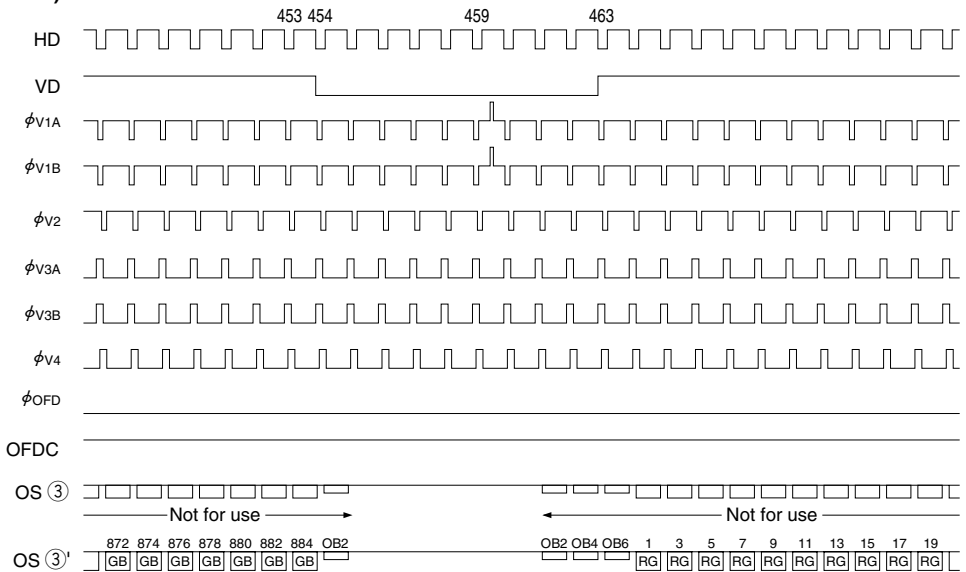 453 454 459 463
HD
VD
ϕV1A
ϕV1B
ϕV2
ϕV3A
ϕV3B
ϕV4
ϕOFD
OFDC
OS ③
Not for use Not for use
872 874 876 878 880 882 884 OB2 OB2 OB4 OB6 1 3 5 7 9 11 13 15 17 19
OS ③' GB GB GB GB GB GB GB RG RG RG RG RG RG RG RG RG RG